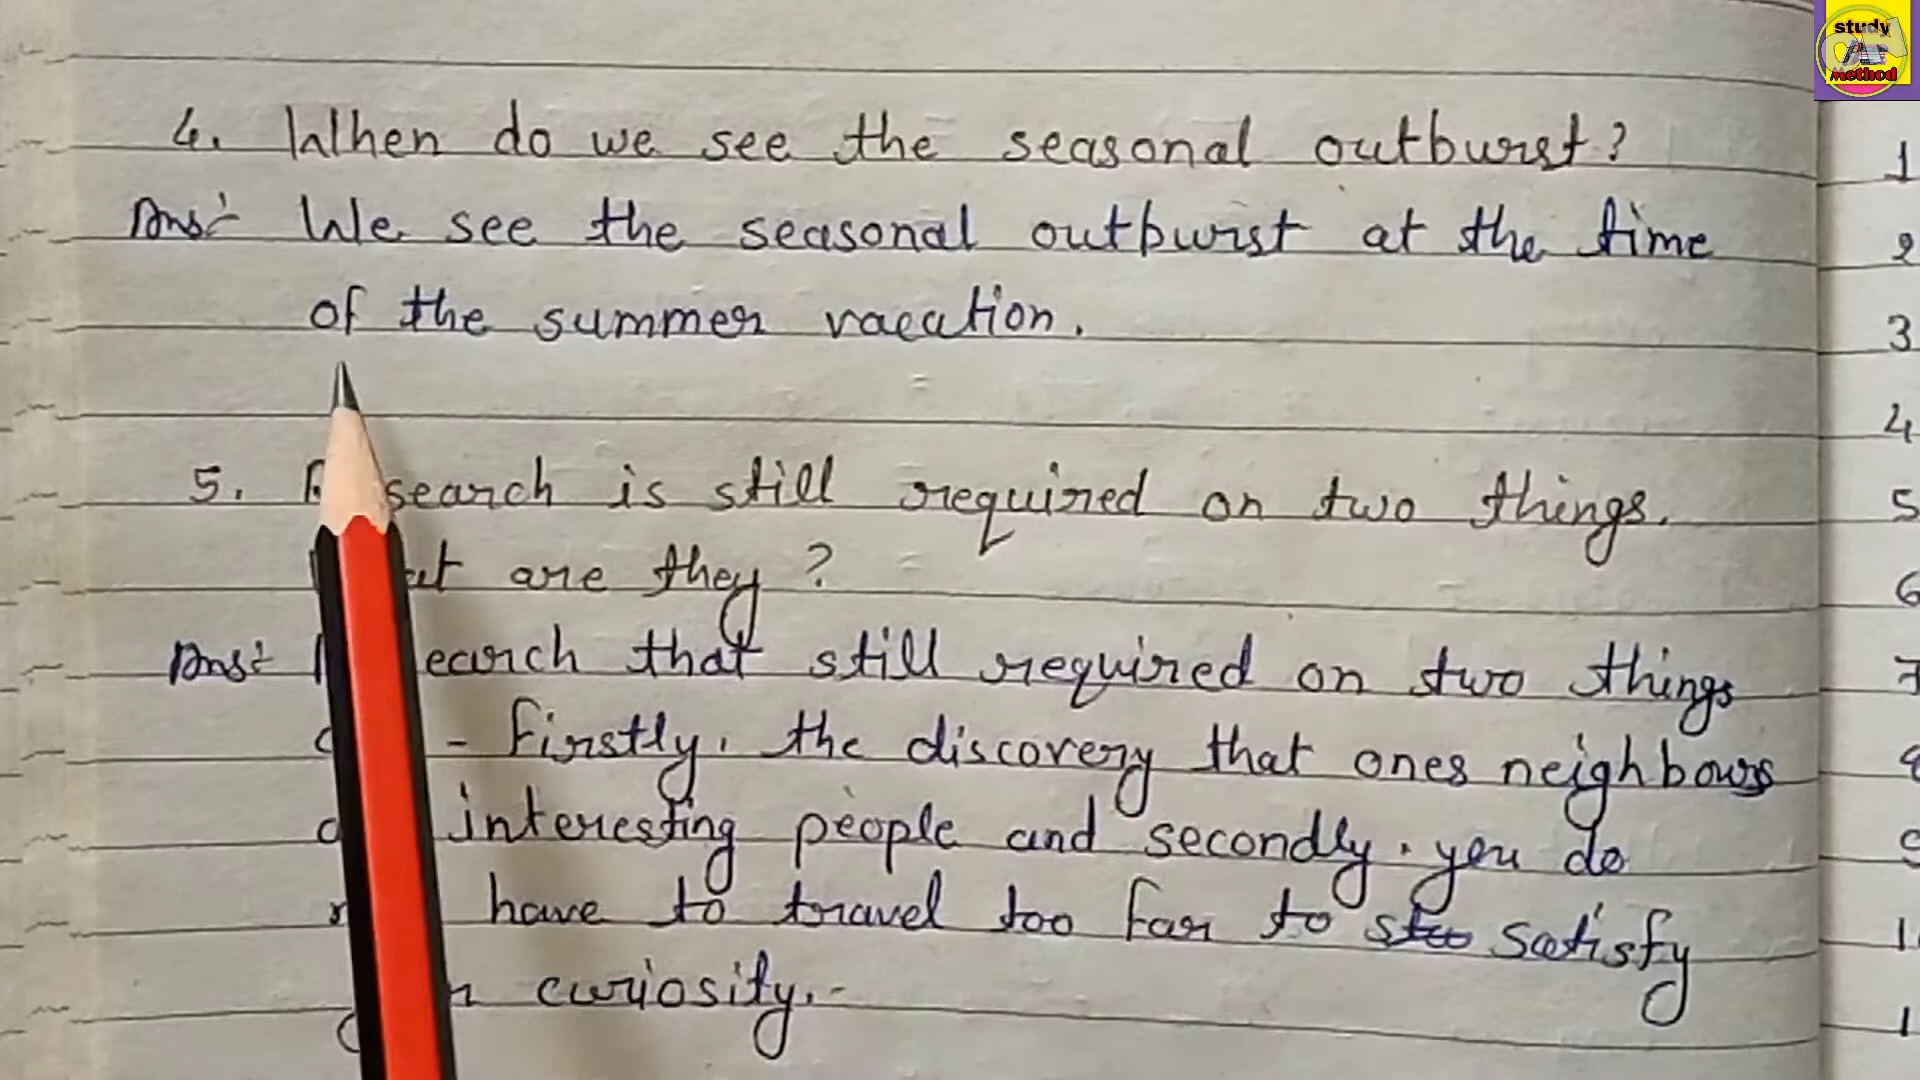 study
Method
4. When do we see the seasonal outburst?
Ans:- We see the seasonal outburst at the time
of the summer vacation.
5. search is still required on two things.
are they ?
Ans:- earch that still required on two things
- Firstly, the discovery that ones neighbours
interesting people and secondly, you do
have to travel too far to satisfy
curiosity.-
1
2
3
4
5
6
7